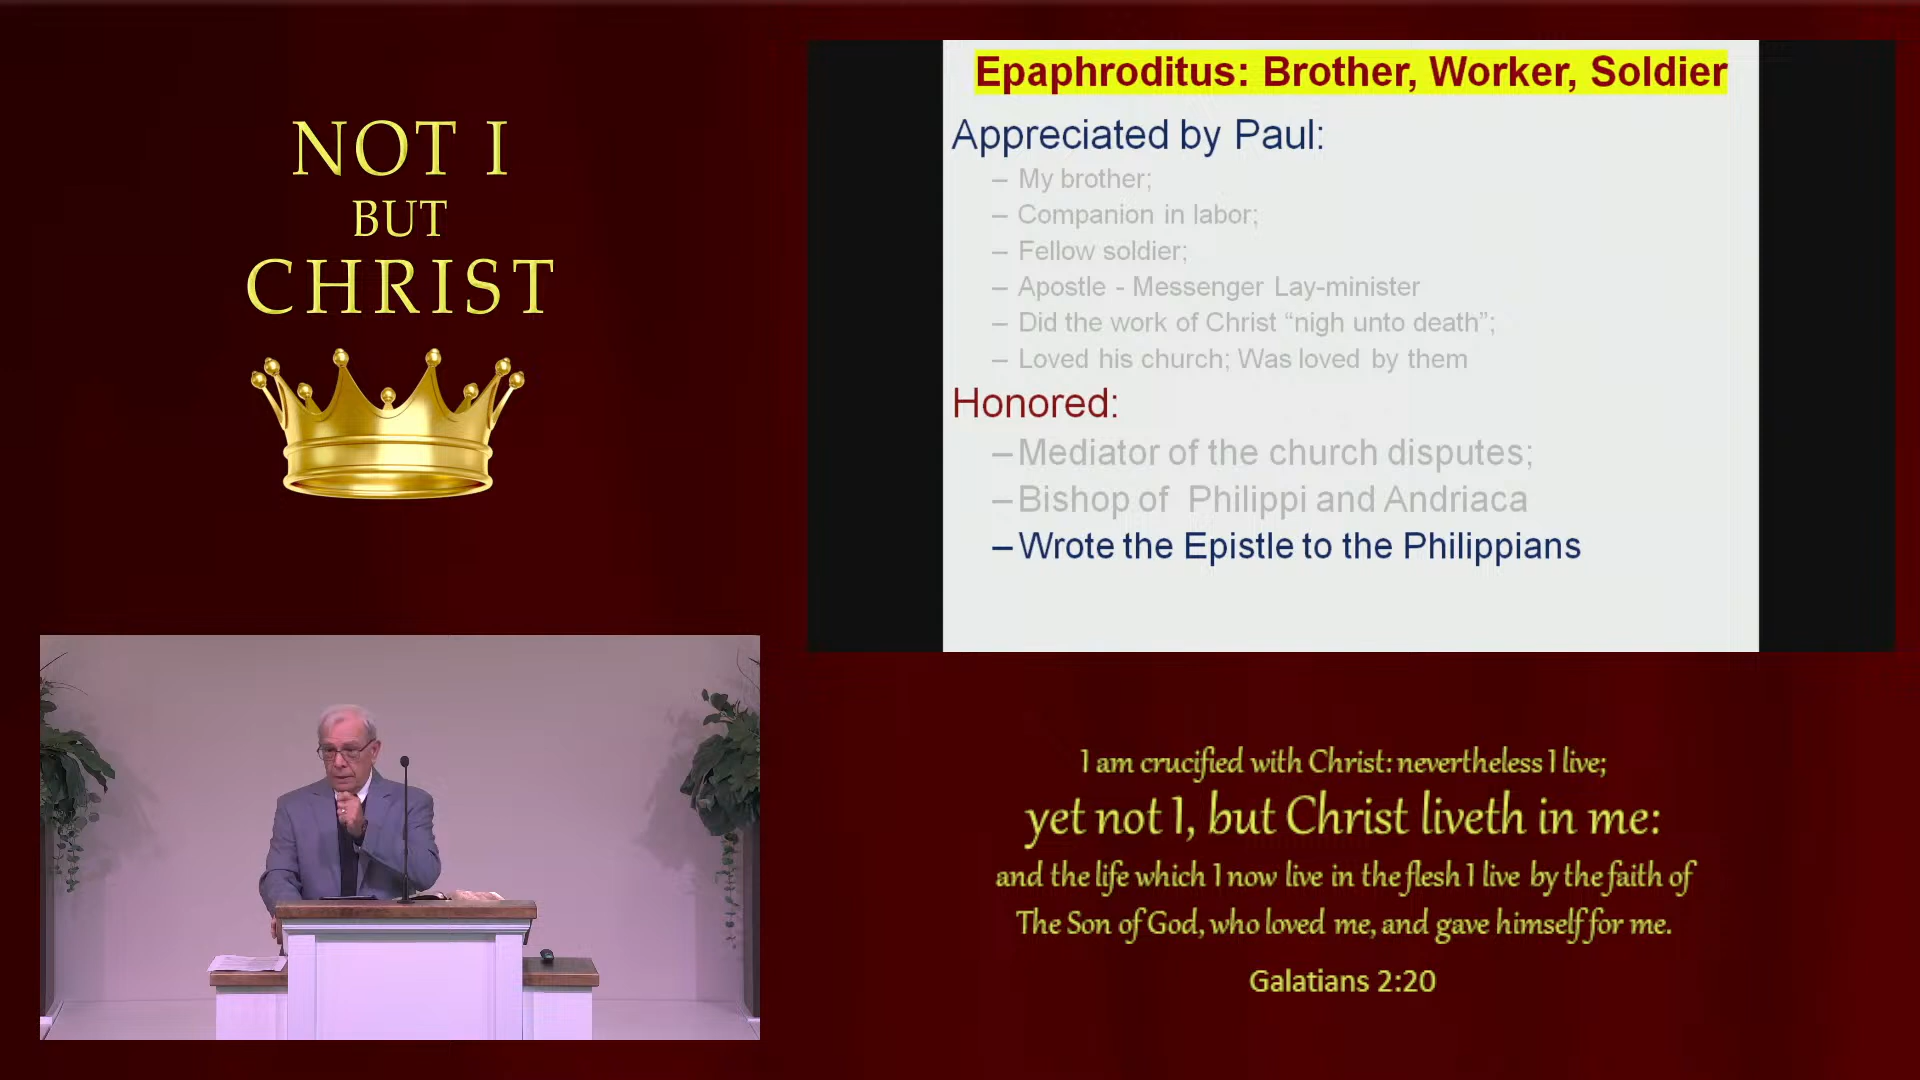 NOT I
BUT
CHRIST
Epaphroditus: Brother, Worker, Soldier
Appreciated by Paul:
– My brother;
– Companion in labor;
– Fellow soldier;
– Apostle - Messenger Lay-minister
– Did the work of Christ “nigh unto death”;
– Loved his church; Was loved by them
Honored:
– Mediator of the church disputes;
– Bishop of Philippi and Andriaca
– Wrote the Epistle to the Philippians
I am crucified with Christ: nevertheless I live;
yet not I, but Christ liveth in me:
and the life which I now live in the flesh I live by the faith of
The Son of God, who loved me, and gave himself for me.
Galatians 2:20